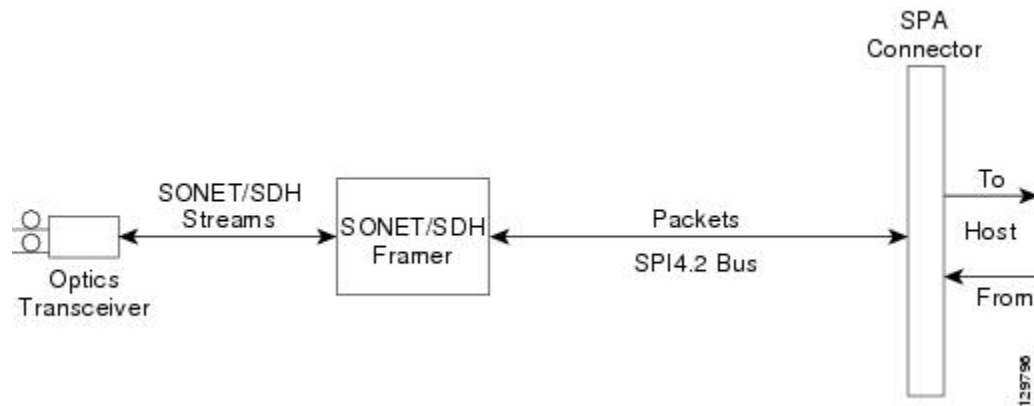 SPA
Connector
SONET/SDH
Streams
SONET/SDH
Framer
Packets
SPI4.2 Bus
To
Host
From
Optics
Transceiver
129796